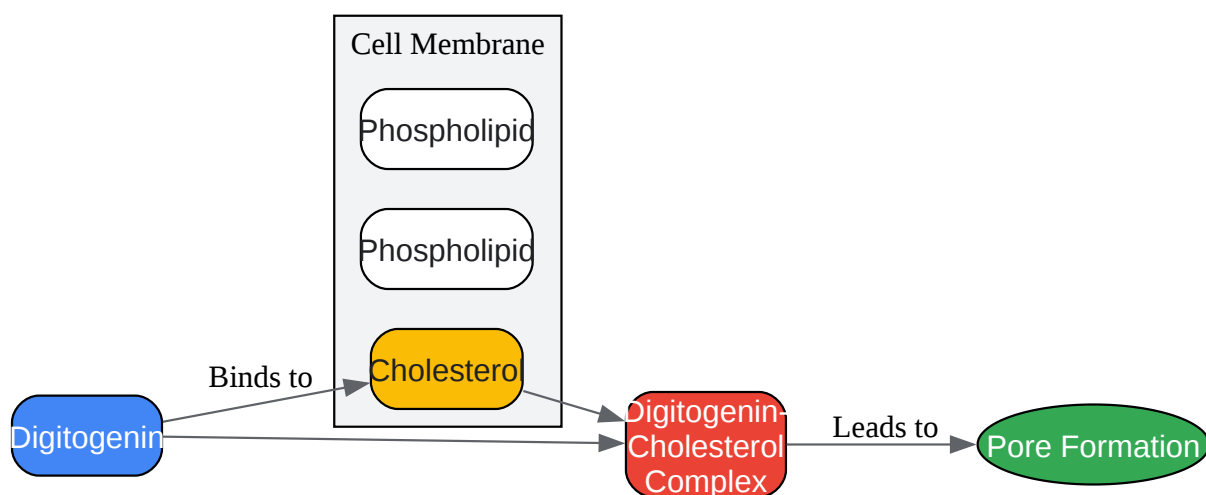 Cell Membrane
Phospholipid
Phospholipid
Cholesterol
Binds to
Digitogenin
Digitogenin-
Cholesterol
Complex
Leads to
Pore Formation